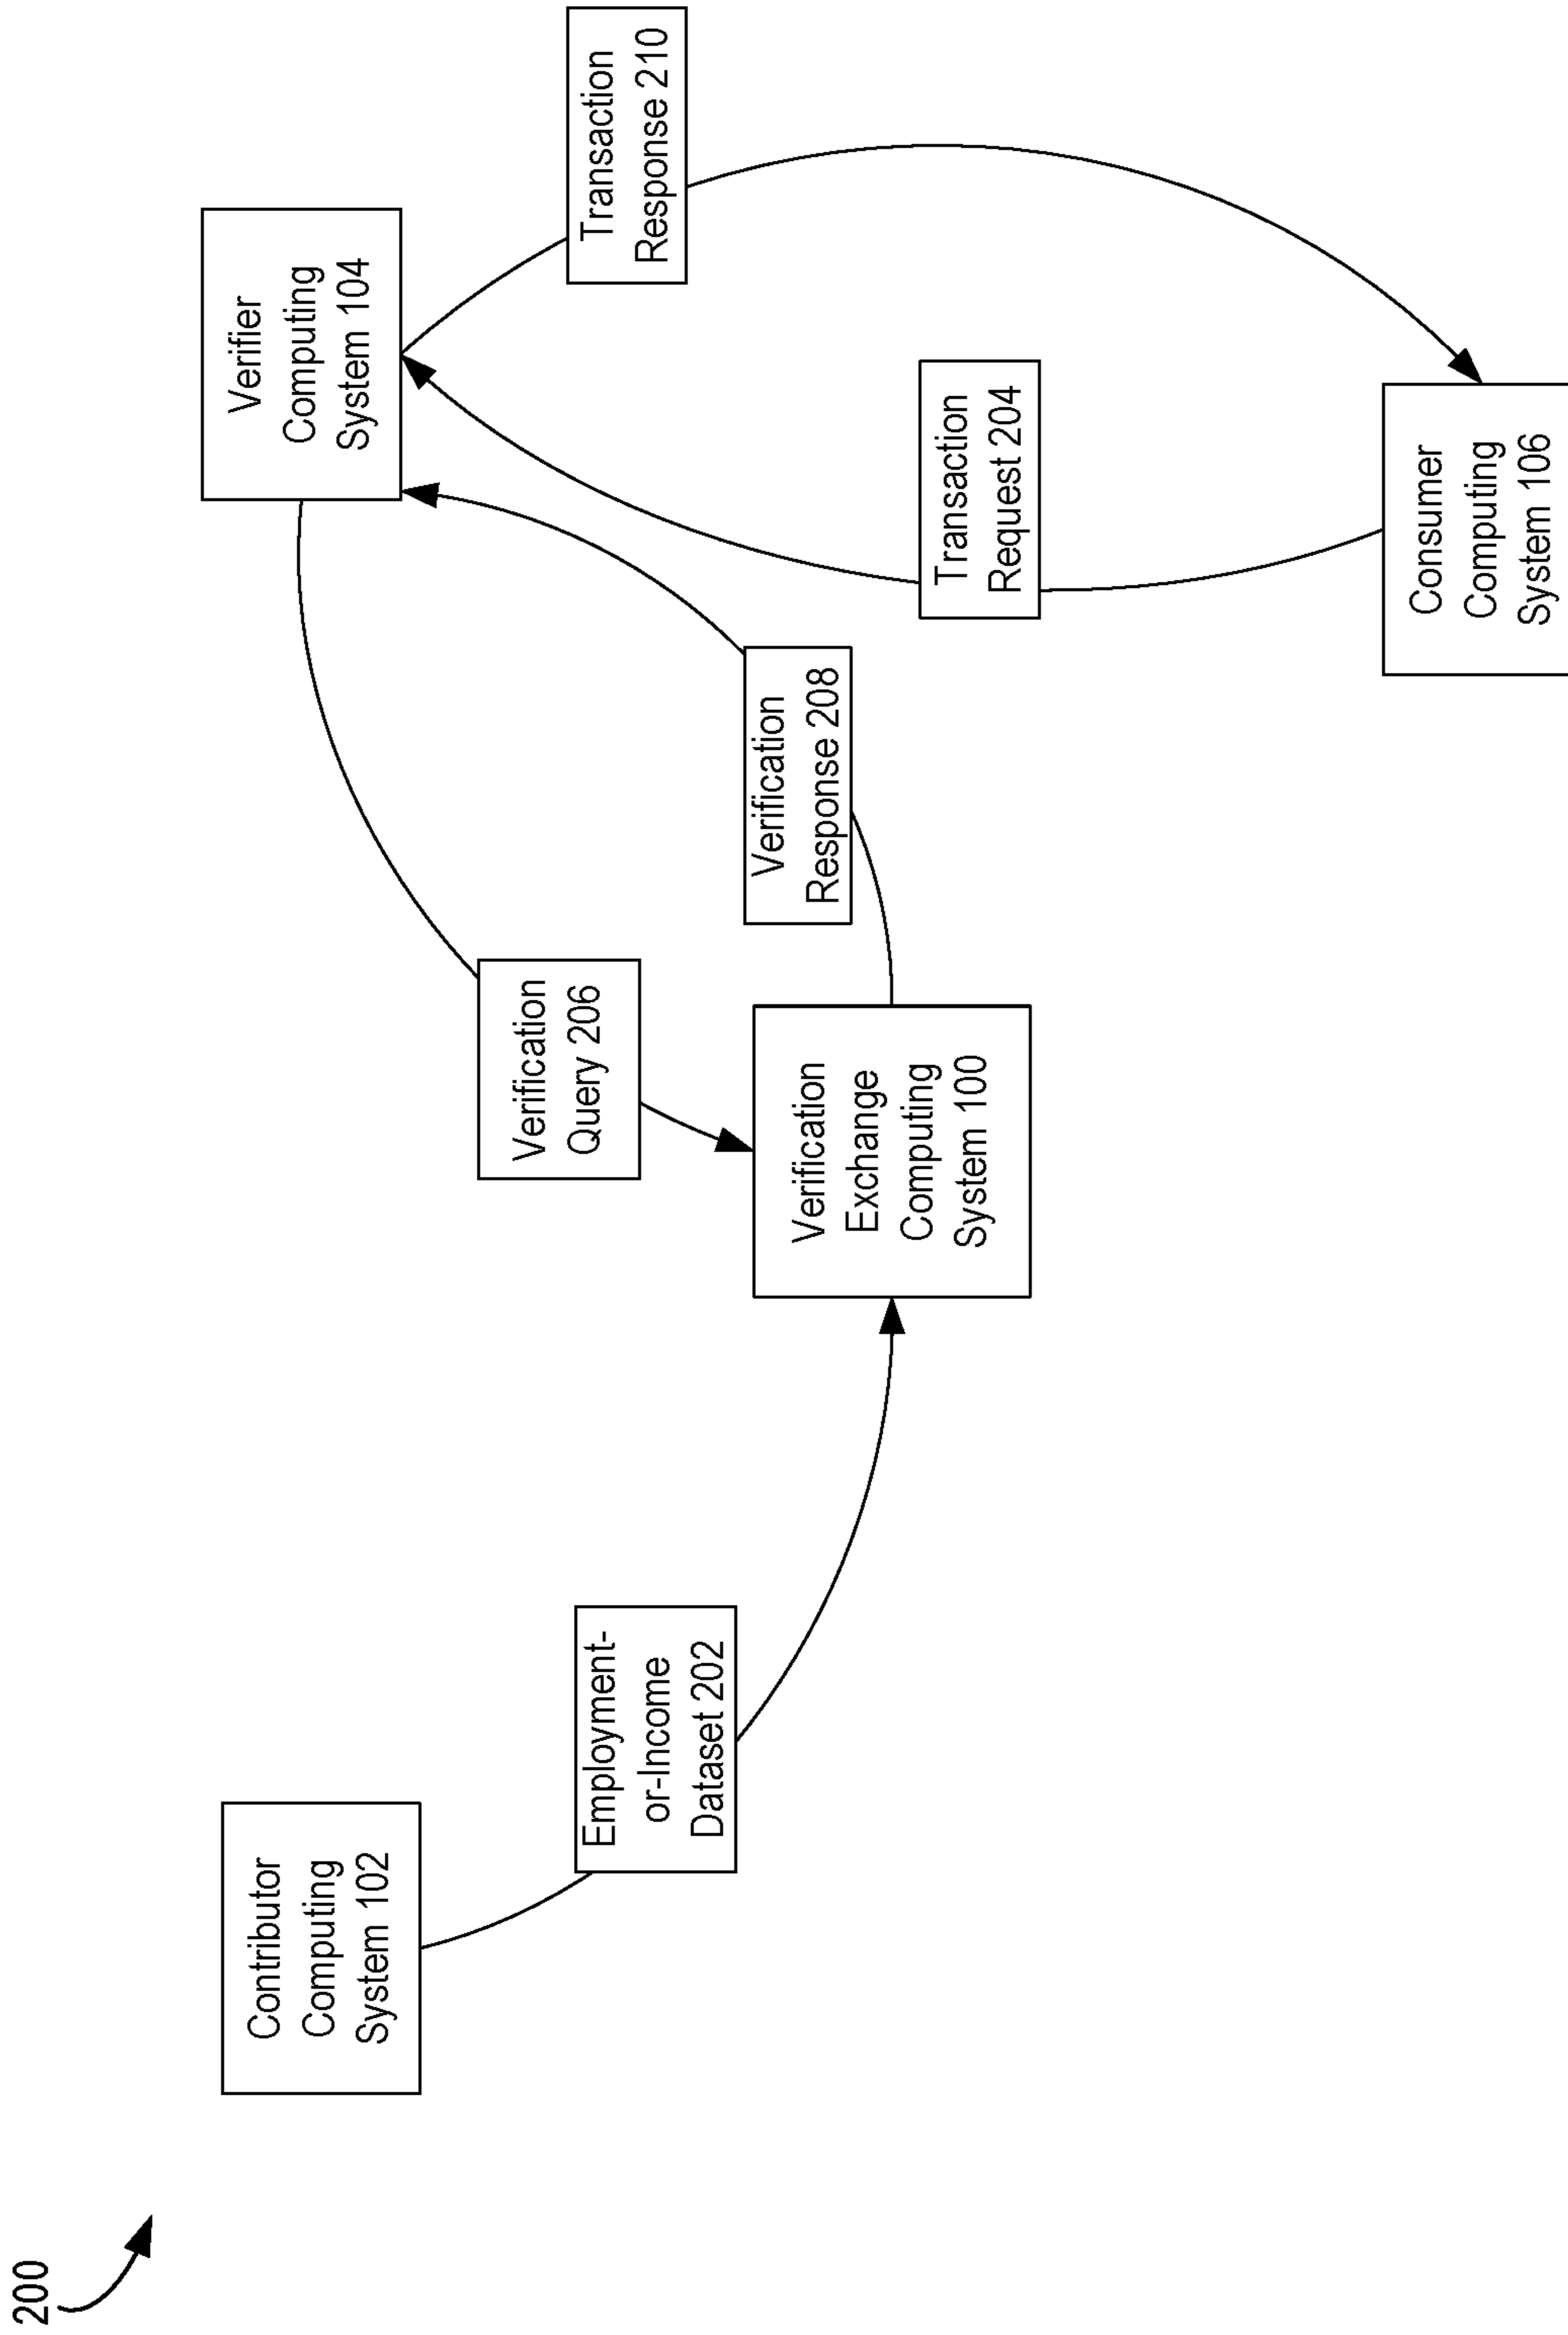 200
Contributor
Computing
System 102
Employment-
or-Income
Dataset 202
Verification
Exchange
Computing
System 100
Verification
Query 206
Verification
Response 208
Verifier
Computing
System 104
Transaction
Request 204
Transaction
Response 210
Consumer
Computing
System 106